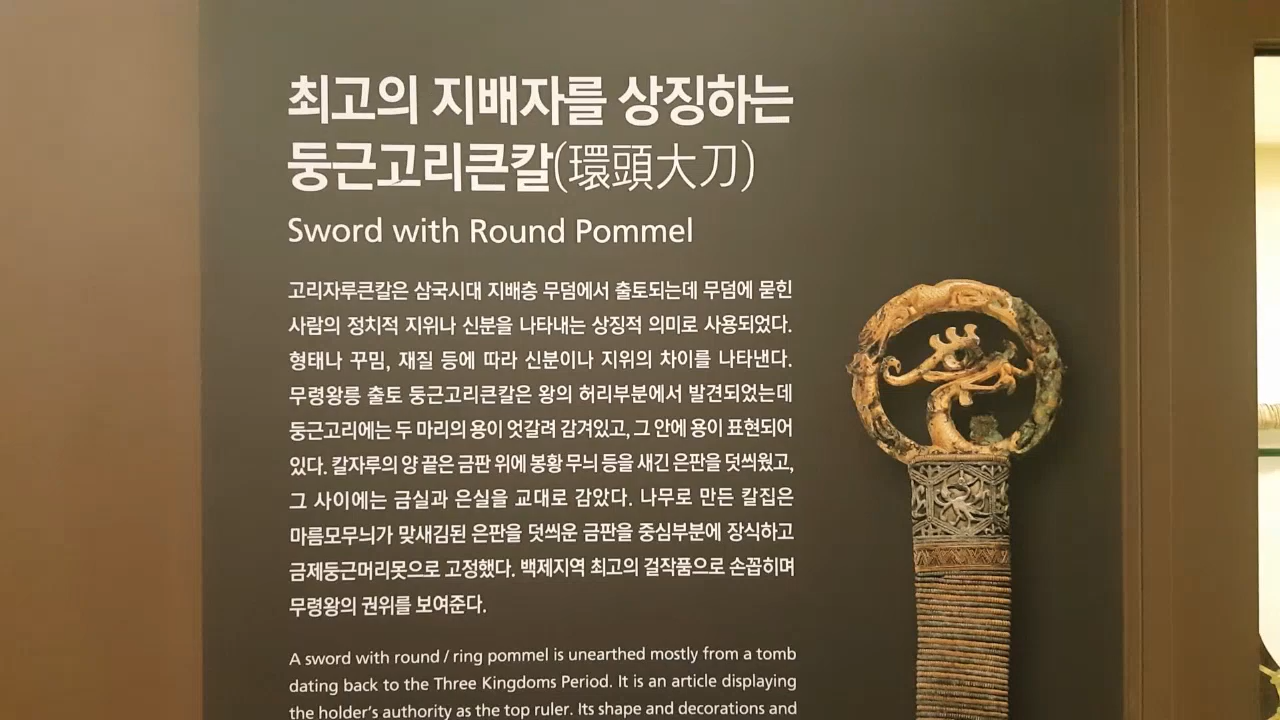 최고의 지배자를 상징하는
둥근고리큰칼(環頭大刀)
Sword with Round Pommel
고리자루큰칼은 삼국시대 지배층 무덤에서 출토되는데 무덤에 묻힌
사람의 정치적 지위나 신분을 나타내는 상징적 의미로 사용되었다.
형태나 꾸밈, 재질 등에 따라 신분이나 지위의 차이를 나타낸다.
무령왕릉 출토 둥근고리큰칼은 왕의 허리부분에서 발견되었는데
둥근고리에는 두 마리의 용이 엇갈려 감겨있고, 그 안에 용이 표현되어
있다. 칼자루의 양 끝은 금판 위에 봉황 무늬 등을 새긴 은판을 덧씌웠고,
그 사이에는 금실과 은실을 교대로 감았다. 나무로 만든 칼집은
마름모무늬가 맞새김된 은판을 덧씌운 금판을 중심부분에 장식하고
금제둥근머리못으로 고정했다. 백제지역 최고의 걸작품으로 손꼽히며
무령왕의 권위를 보여준다.
A sword with round / ring pommel is unearthed mostly from a tomb
dating back to the Three Kingdoms Period. It is an article displaying
the holder's authority as the top ruler. Its shape and decorations and